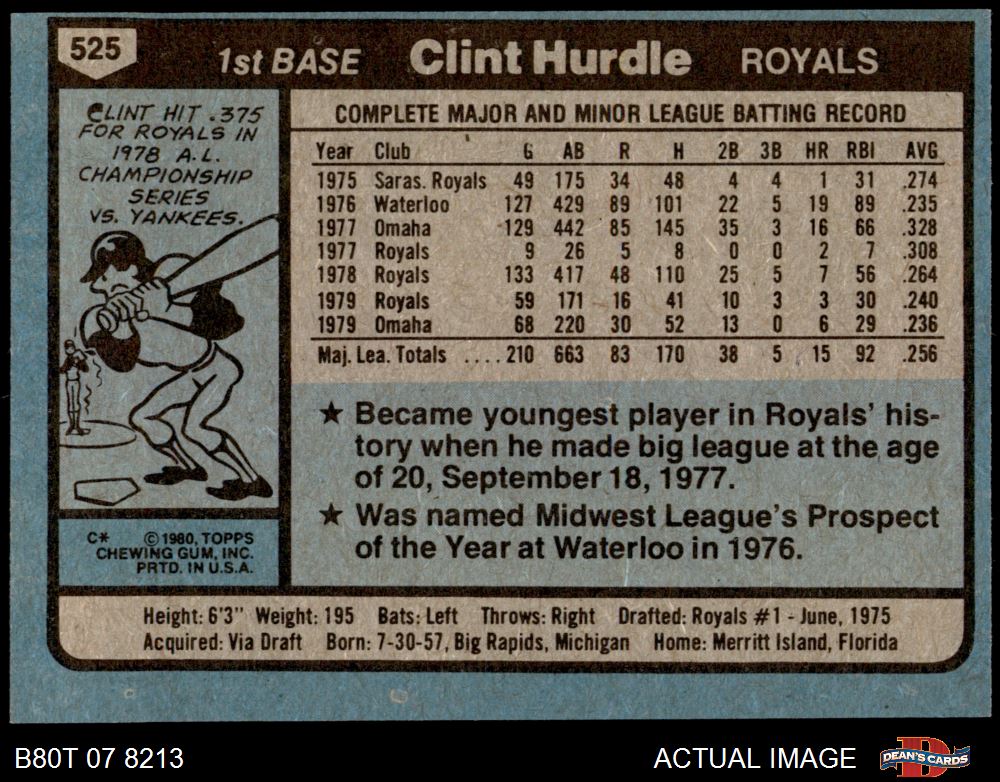 525
1st BASE Clint Hurdle ROYALS
CLINT HIT .375
FOR ROYALS IN
1978 A.L.
CHAMPIONSHIP
SERIES
VS. YANKEES.
COMPLETE MAJOR AND MINOR LEAGUE BATTING RECORD
Year Club G AB R H 2B 3B HR RBI AVG
1975 Saras. Royals 49 175 34 48 4 4 1 31 .274
1976 Waterloo 127 429 89 101 22 5 19 89 .235
1977 Omaha 129 442 85 145 35 3 16 66 .328
1977 Royals 9 26 5 8 0 0 2 7 .308
1978 Royals 133 417 48 110 25 5 7 56 .264
1979 Royals 59 171 16 41 10 3 3 30 .240
1979 Omaha 68 220 30 52 13 0 6 29 .236
Maj. Lea. Totals ....210 663 83 170 38 5 15 92 .256
★ Became youngest player in Royals' his-
tory when he made big league at the age
of 20, September 18, 1977.
★ Was named Midwest League's Prospect
of the Year at Waterloo in 1976.
C* ©1980, TOPPS
CHEWING GUM, INC.
PRTD. IN U.S.A.
Height: 6'3" Weight: 195 Bats: Left Throws: Right Drafted: Royals #1 - June, 1975
Acquired: Via Draft Born: 7-30-57, Big Rapids, Michigan Home: Merritt Island, Florida
B80T 07 8213
ACTUAL IMAGE
DEAN'S CARDS